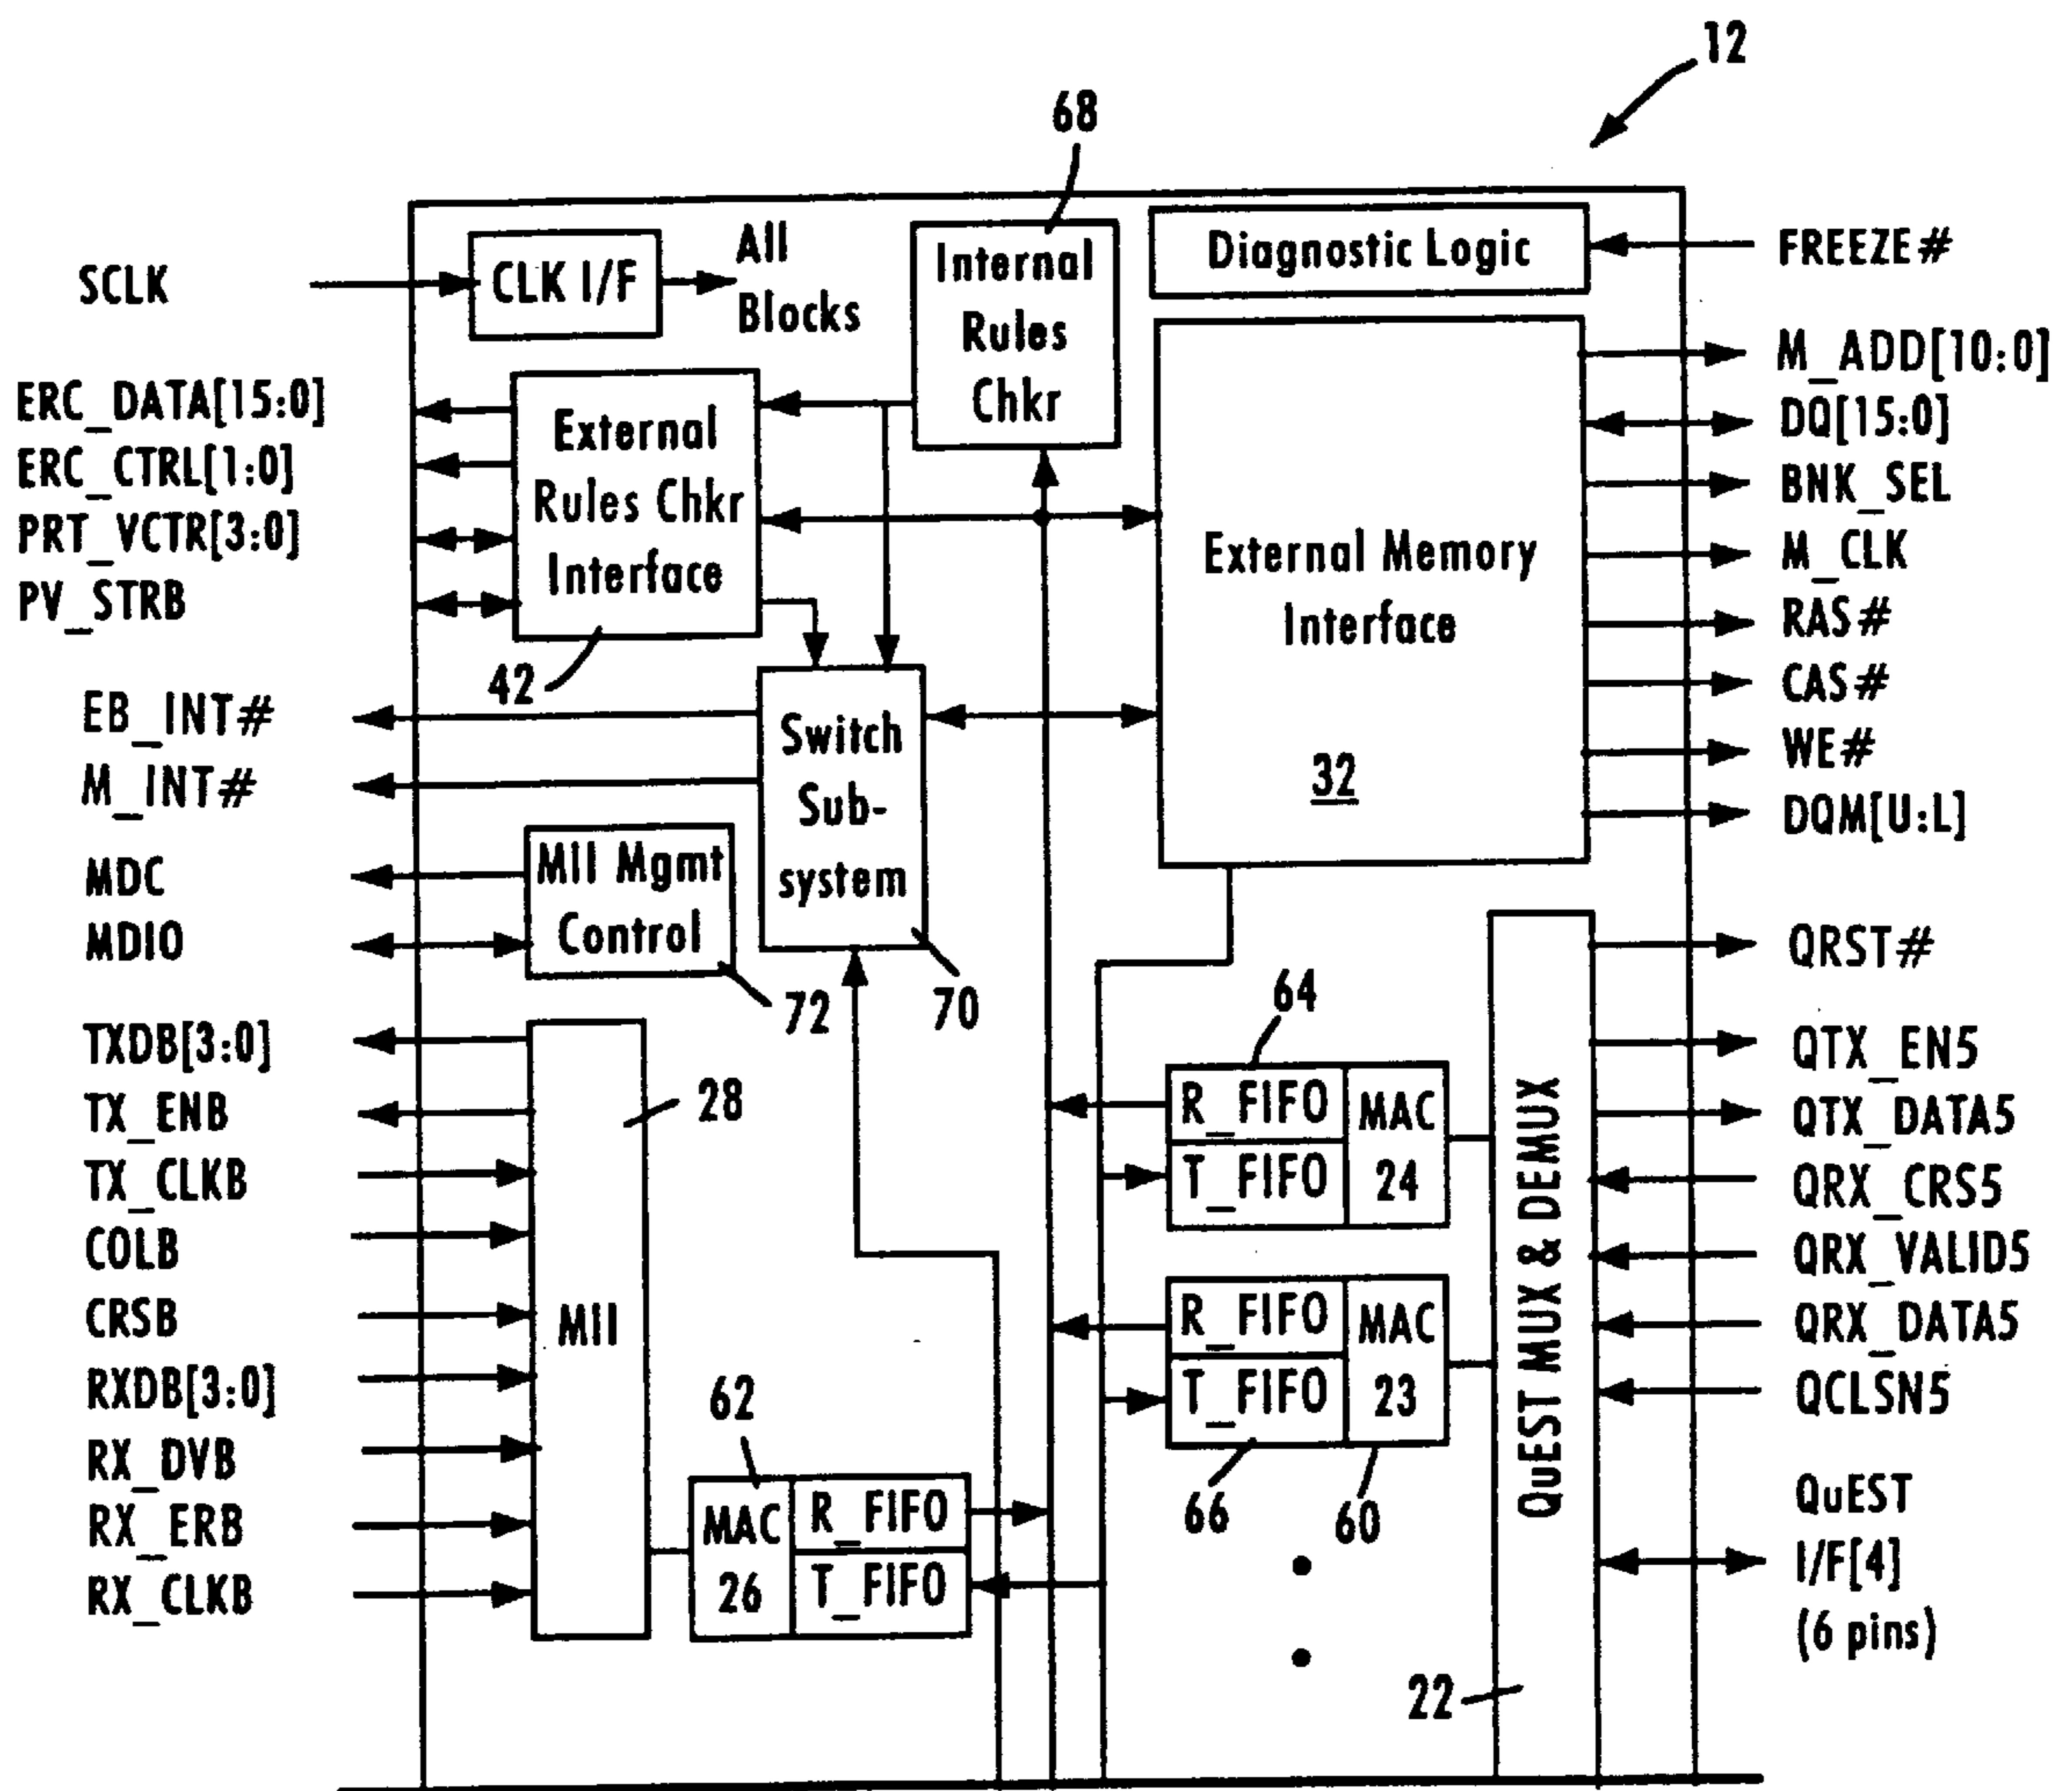 12
68
SCLK
CLK I/F
All
Blocks
Internal
Rules
Chkr
Diagnostic Logic
FREEZE#
ERC_DATA[15:0]
ERC_CTRL[1:0]
PRT_VCTR[3:0]
PV_STRB
External
Rules Chkr
Interface
42
External Memory
Interface
32
M_ADD[10:0]
DQ[15:0]
BNK_SEL
M_CLK
RAS#
CAS#
WE#
DQM[U:L]
EB_INT#
M_INT#
Switch
Sub-
system
70
MDC
MDIO
MII Mgmt
Control
72
TXDB[3:0]
TX_ENB
TX_CLKB
COLB
CRSB
RXDB[3:0]
RX_DVB
RX_ERB
RX_CLKB
MII
28
62
MAC
26
R_FIFO
T_FIFO
64
R_FIFO
T_FIFO
MAC
24
R_FIFO
T_FIFO
MAC
23
66
60
QuEST MUX & DEMUX
22
QRST#
QTX_EN5
QTX_DATA5
QRX_CRS5
QRX_VALID5
QRX_DATA5
QCLSN5
QuEST
I/F[4]
(6 pins)